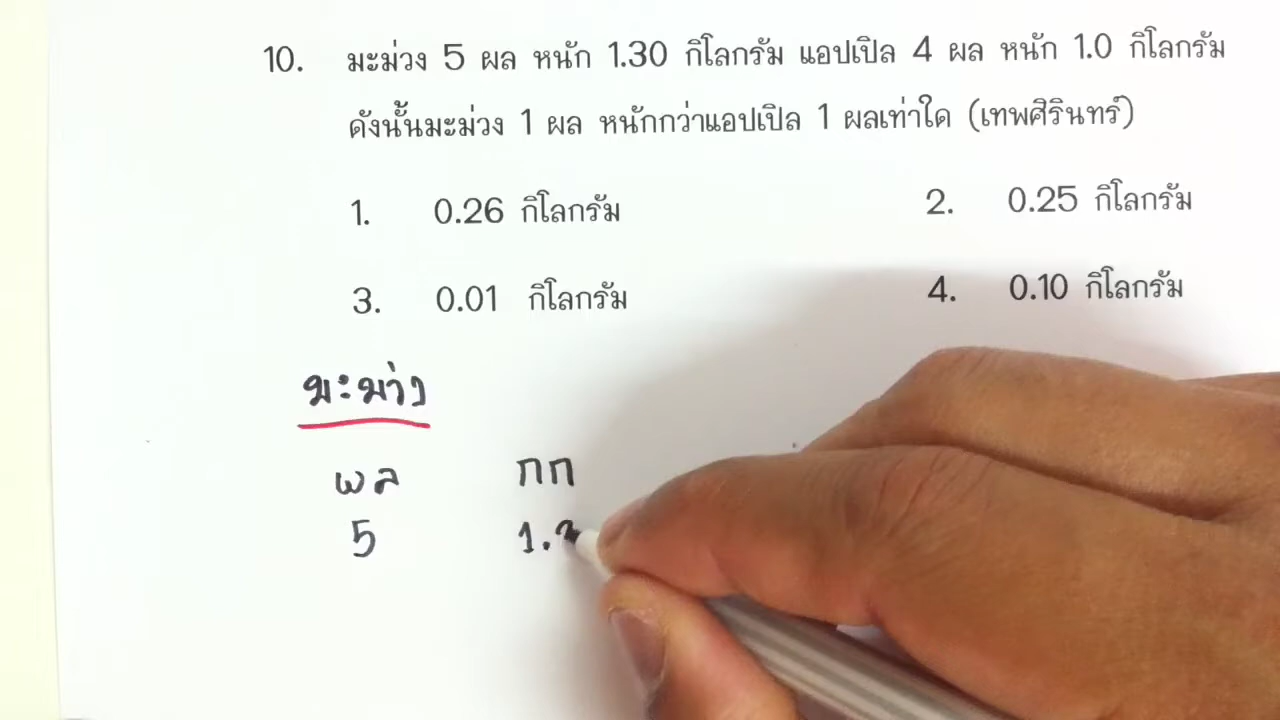 10. มะม่วง 5 ผล หนัก 1.30 กิโลกรัม แอปเปิล 4 ผล หนัก 1.0 กิโลกรัม
ดังนั้นมะม่วง 1 ผล หนักกว่าแอปเปิล 1 ผลเท่าใด (เทพศิรินทร์)
1. 0.26 กิโลกรัม 2. 0.25 กิโลกรัม
3. 0.01 กิโลกรัม 4. 0.10 กิโลกรัม
มะม่วง
ผล กก
5 1.3